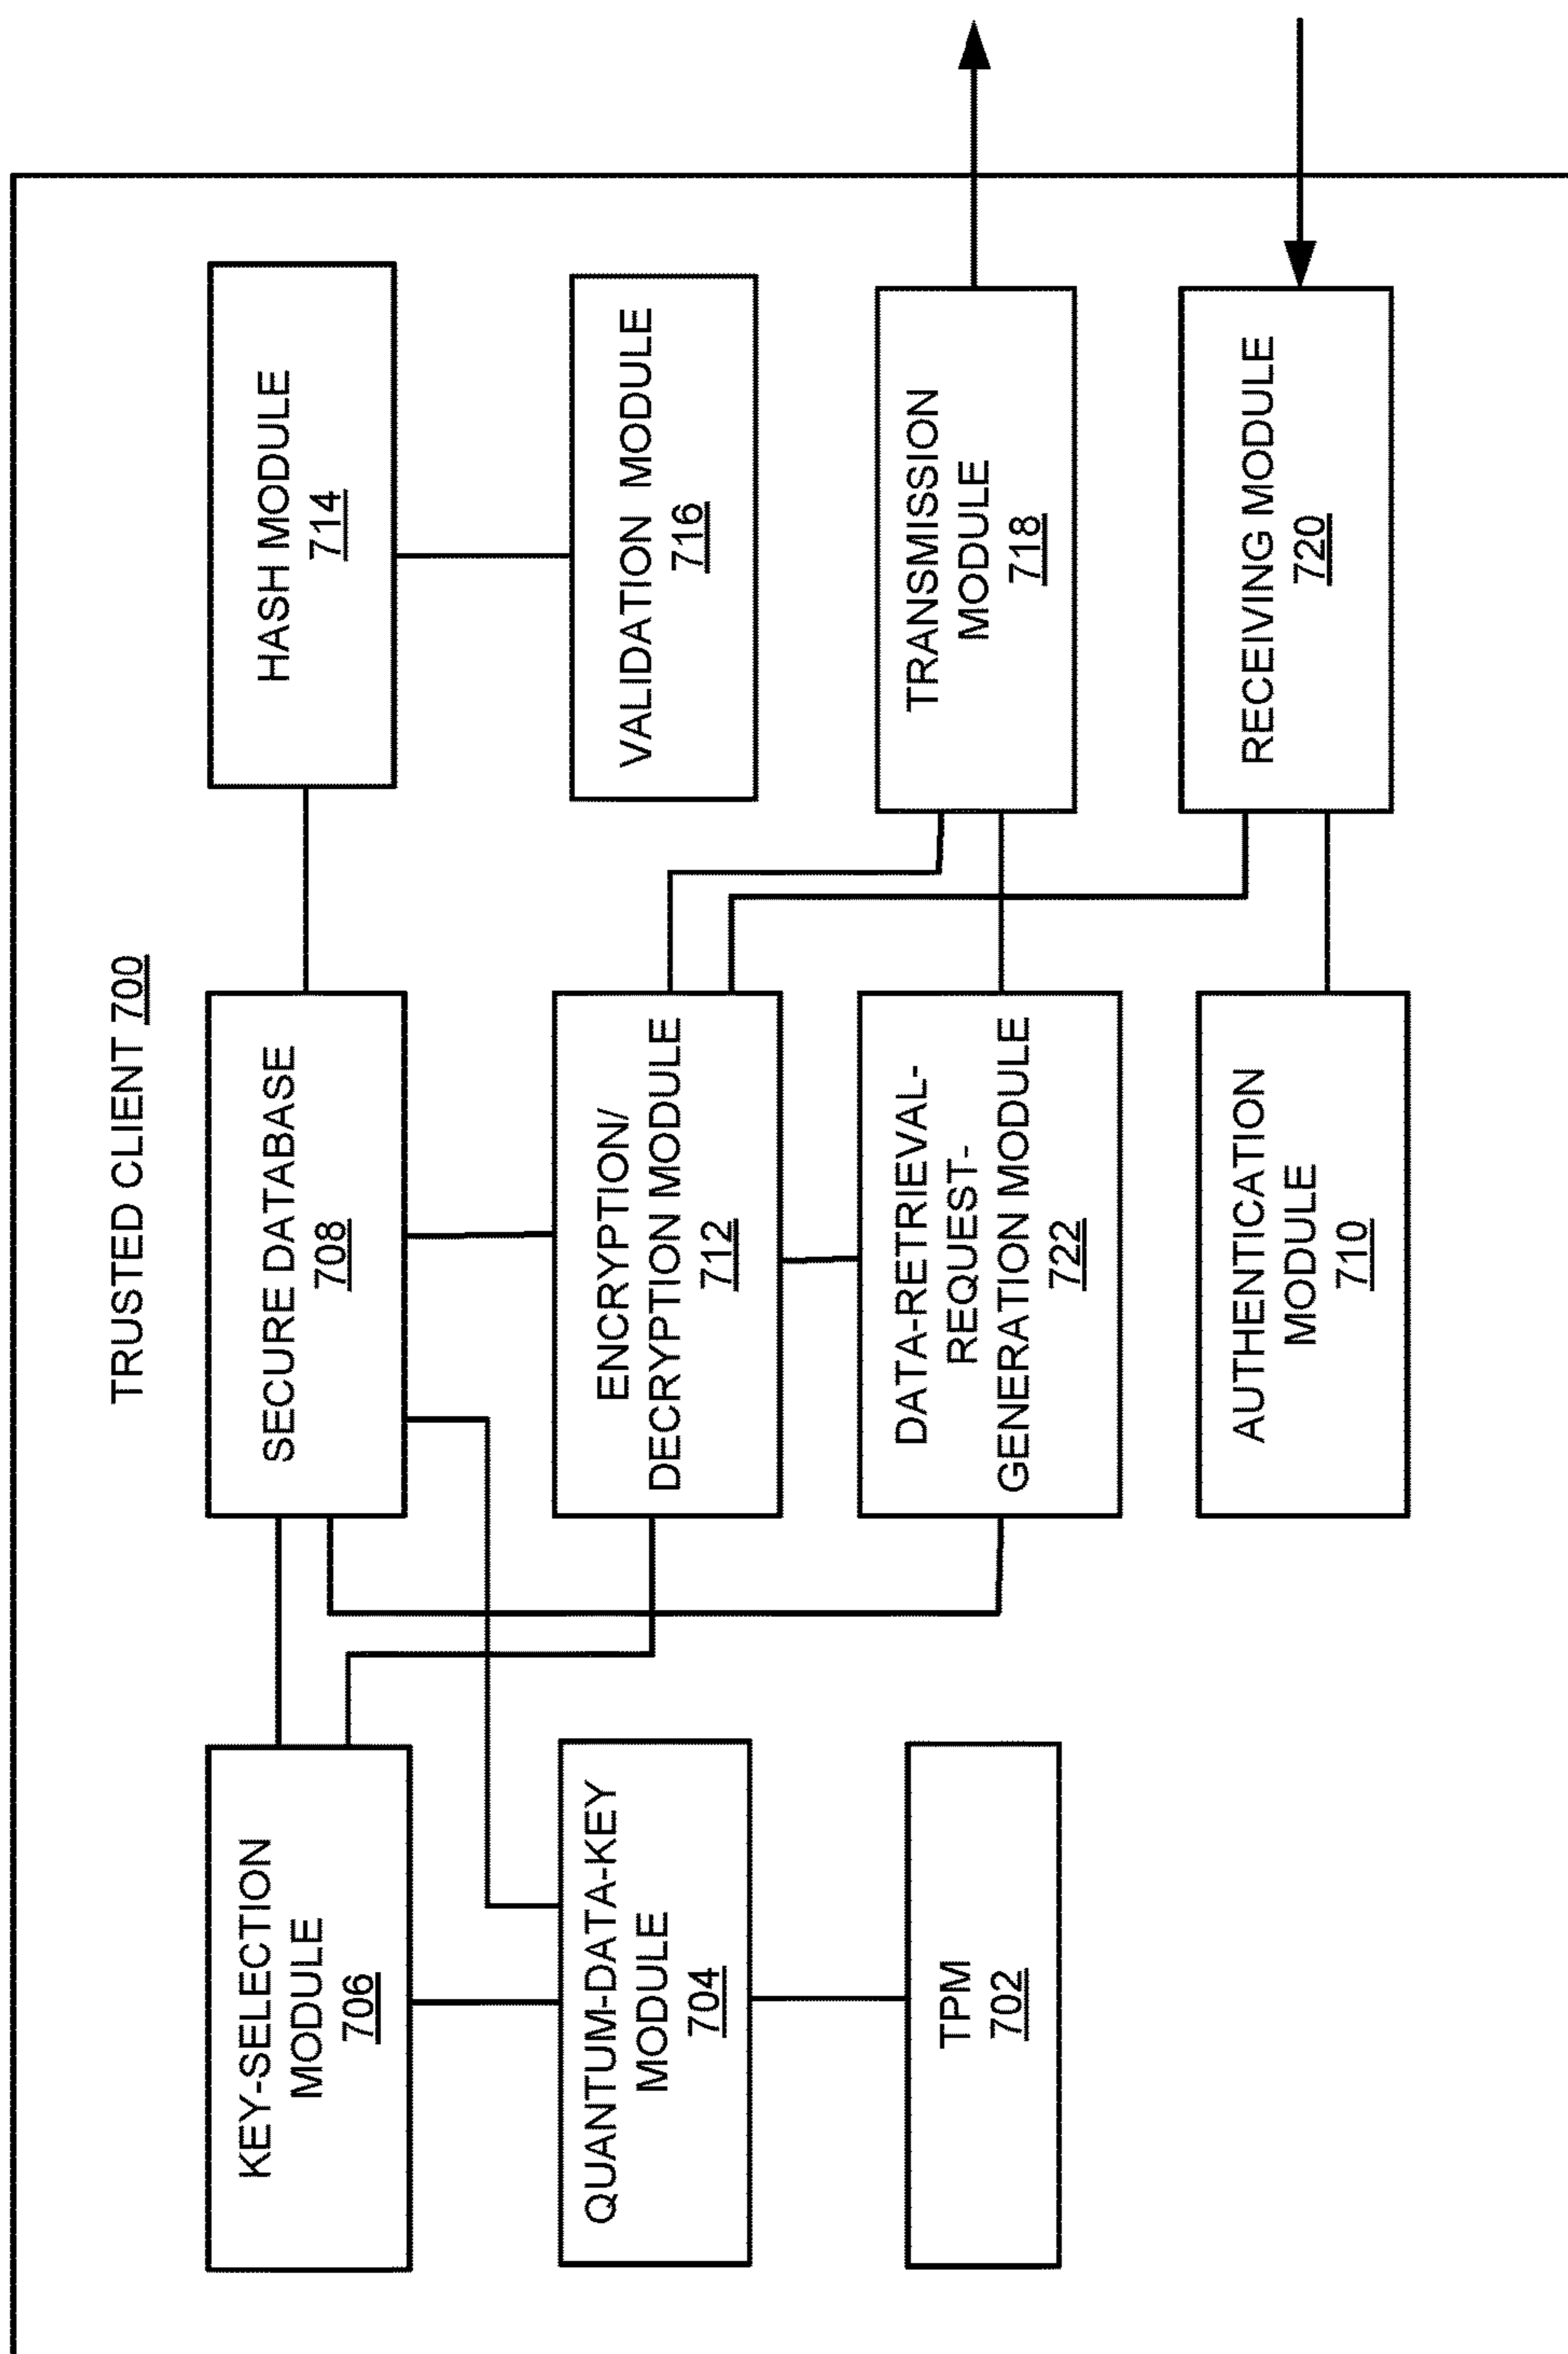 TRUSTED CLIENT 700
KEY-SELECTION
MODULE
706
SECURE DATABASE
708
HASH MODULE
714
QUANTUM-DATA-KEY
MODULE
704
ENCRYPTION/
DECRYPTION MODULE
712
VALIDATION MODULE
716
TPM
702
DATA-RETRIEVAL-
REQUEST-
GENERATION MODULE
722
TRANSMISSION
MODULE
718
AUTHENTICATION
MODULE
710
RECEIVING MODULE
720